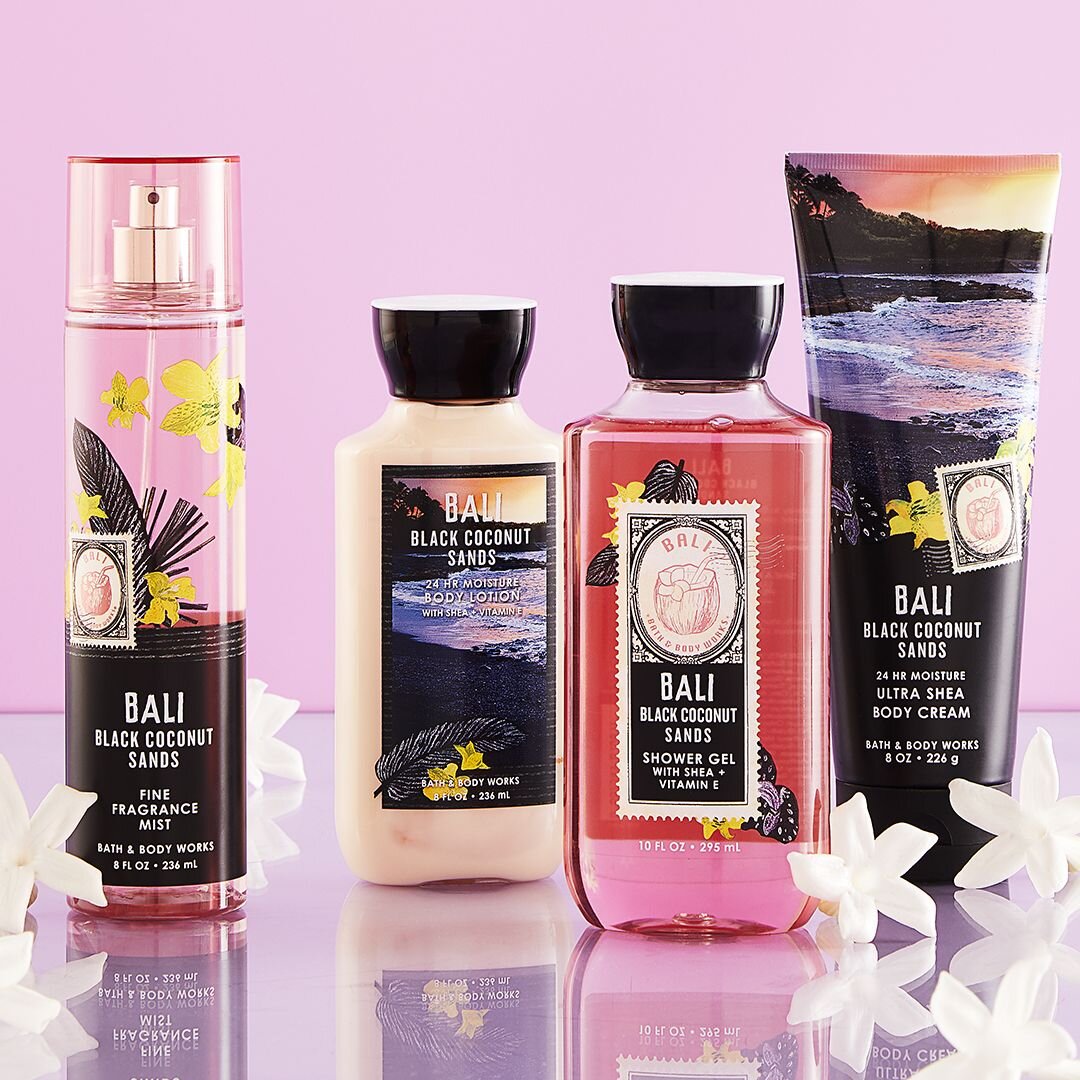 BALI
BLACK COCONUT
SANDS
FINE
FRAGRANCE
MIST
BATH & BODY WORKS
8 FL OZ • 236 mL
BALI
BALI
BLACK COCONUT
SANDS
24 HR MOISTURE
BODY LOTION
WITH SHEA + VITAMIN E
BATH & BODY WORKS
8 FL OZ • 236 mL
BALI
BATH & BODY WORKS.
BALI
BLACK COCONUT
SANDS
SHOWER GEL
WITH SHEA +
VITAMIN E
10 FL OZ • 295 mL
BALI
BALI
BLACK COCONUT
SANDS
24 HR MOISTURE
ULTRA SHEA
BODY CREAM
BATH & BODY WORKS
8 OZ • 226 g